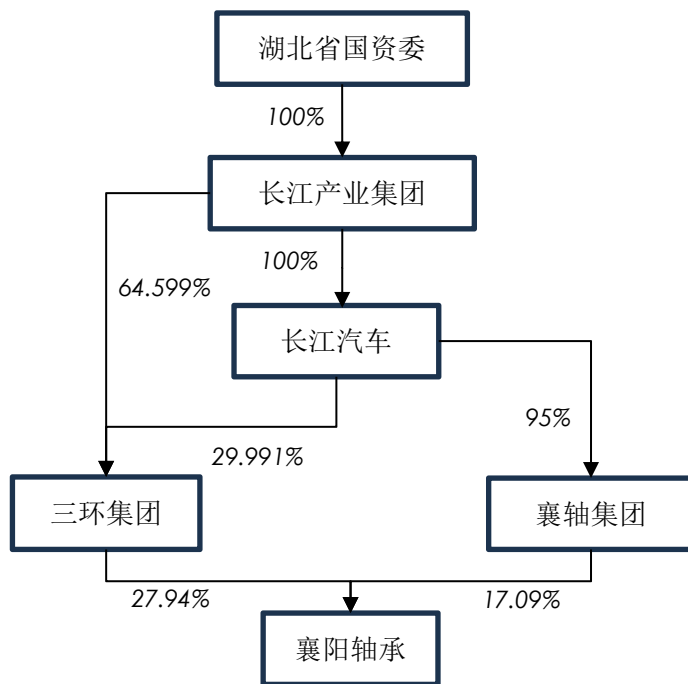 湖北省国资委
100%
长江产业集团
100%
64.599%
长江汽车
95%
29.991%
三环集团
襄轴集团
27.94%
17.09%
襄阳轴承